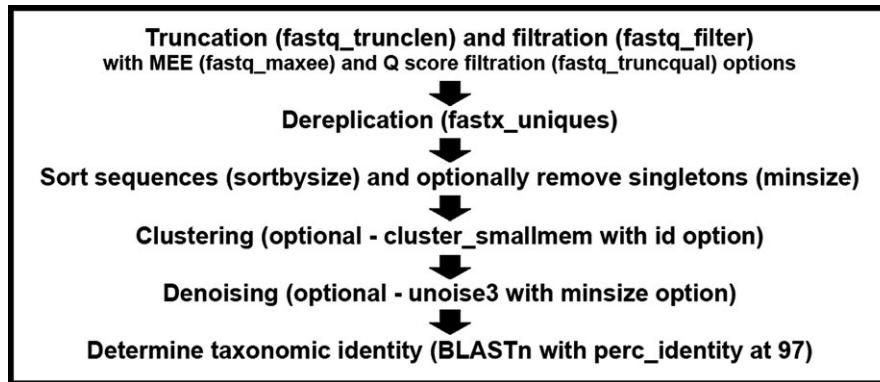 Truncation (fastq_trunclen) and filtration (fastq_filter)
with MEE (fastq_maxee) and Q score filtration (fastq_truncqual) options
Dereplication (fastx_uniques)
Sort sequences (sortbysize) and optionally remove singletons (minsize)
Clustering (optional - cluster_smallmem with id option)
Denoising (optional - unoise3 with minsize option)
Determine taxonomic identity (BLASTn with perc_identity at 97)